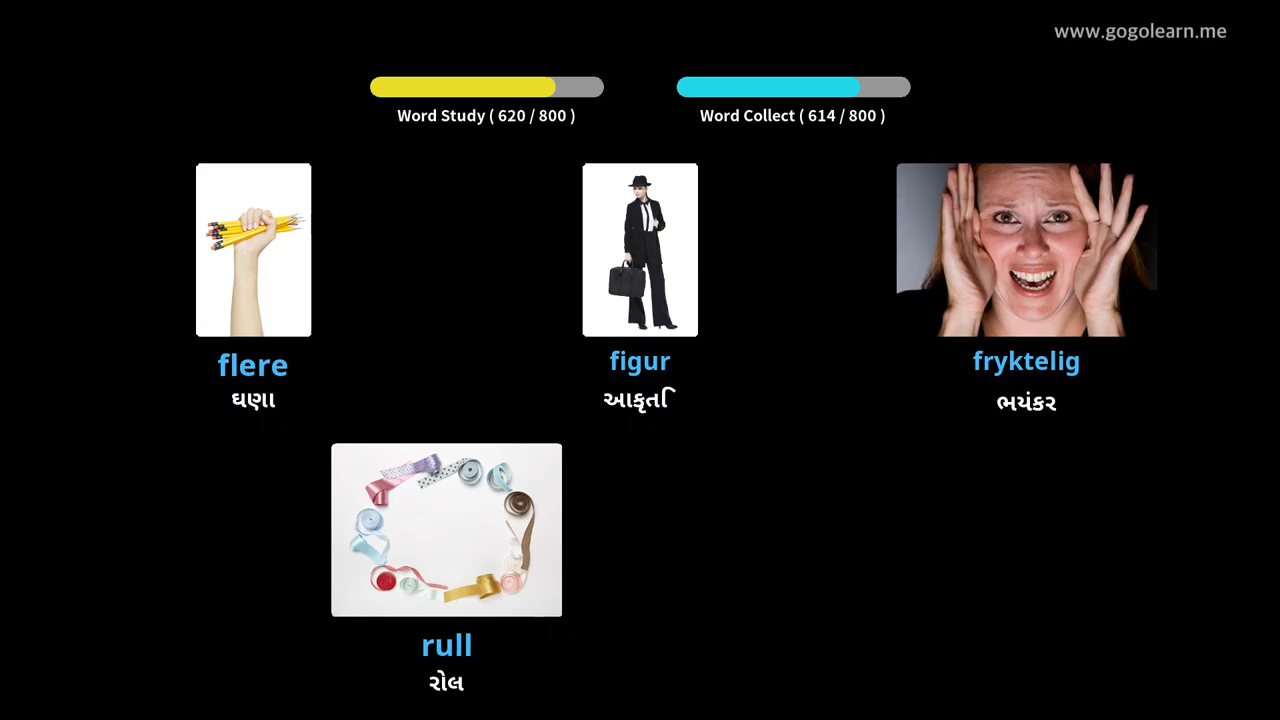 www.gogolearn.me
Word Study ( 620 / 800 )
Word Collect ( 614 / 800 )
flere
figur
fryktelig
ઘણા
આકૃતિ
ભયંકર
rull
રોલ